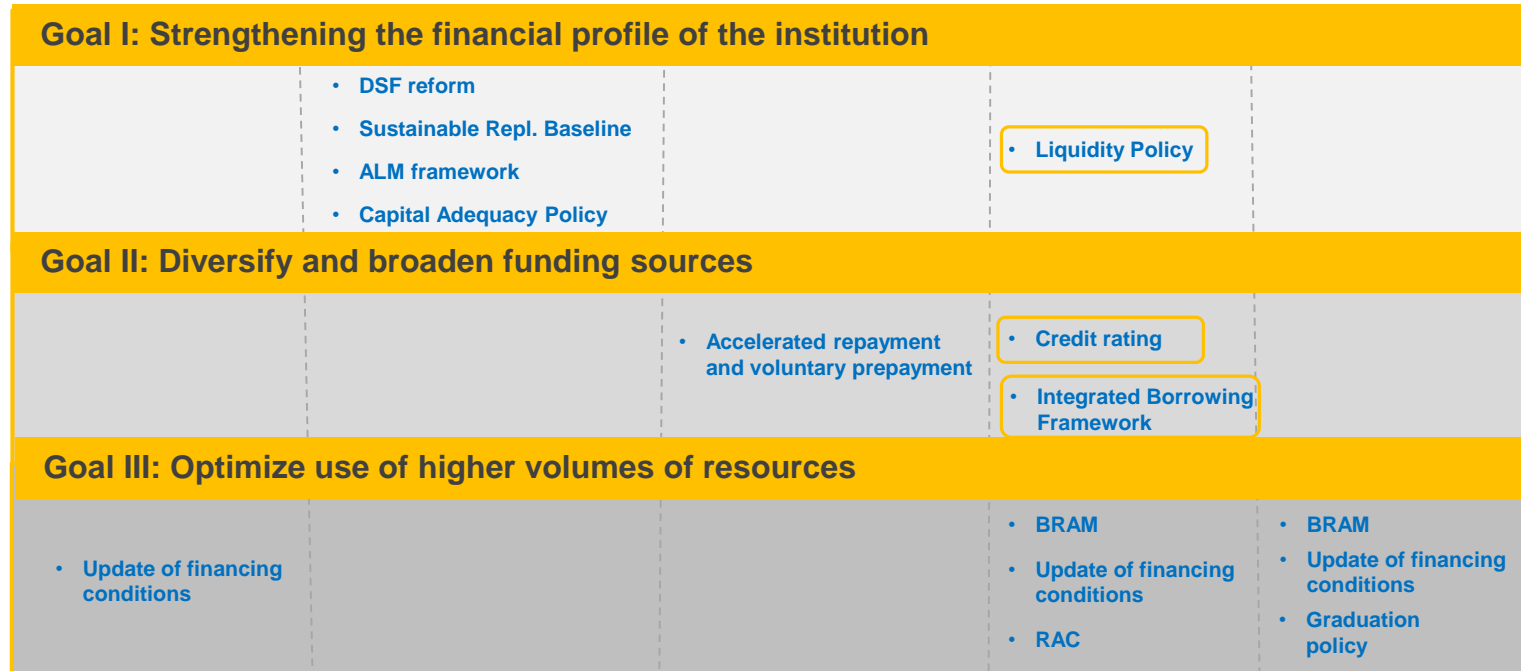 Goal I: Strengthening the financial profile of the institution
• DSF reform
• Sustainable Repl. Baseline
• ALM framework
• Capital Adequacy Policy
• Liquidity Policy
Goal II: Diversify and broaden funding sources
• Accelerated repayment
and voluntary prepayment
• Credit rating
• Integrated Borrowing
Framework
Goal III: Optimize use of higher volumes of resources
• Update of financing
conditions
• BRAM
• Update of financing
conditions
• RAC
• BRAM
• Update of financing
conditions
• Graduation
policy